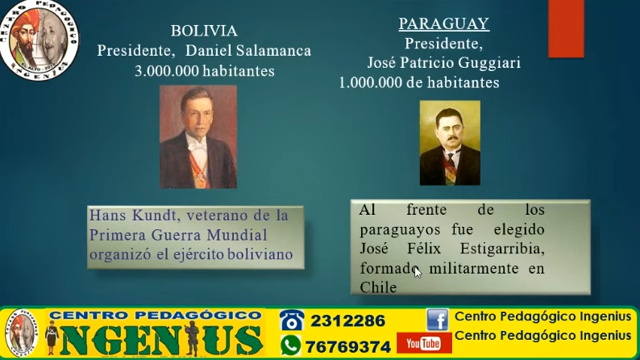 BOLIVIA
Presidente, Daniel Salamanca
3.000.000 habitantes
PARAGUAY
Presidente,
José Patricio Guggiari
1.000.000 de habitantes
Hans Kundt, veterano de la
Primera Guerra Mundial
organizó el ejército boliviano
Al frente de los
paraguayos fue elegido
José Félix Estigarribia,
formado militarmente en
Chile
CENTRO PEDAGÓGICO
INGENIUS
2312286
76769374
Centro Pedagógico Ingenius
YouTube Centro Pedagógico Ingenius